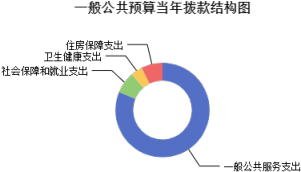 一般公共预算当年拨款结构图
住房保障支出
卫生健康支出
社会保障和就业支出
一般公共服务支出